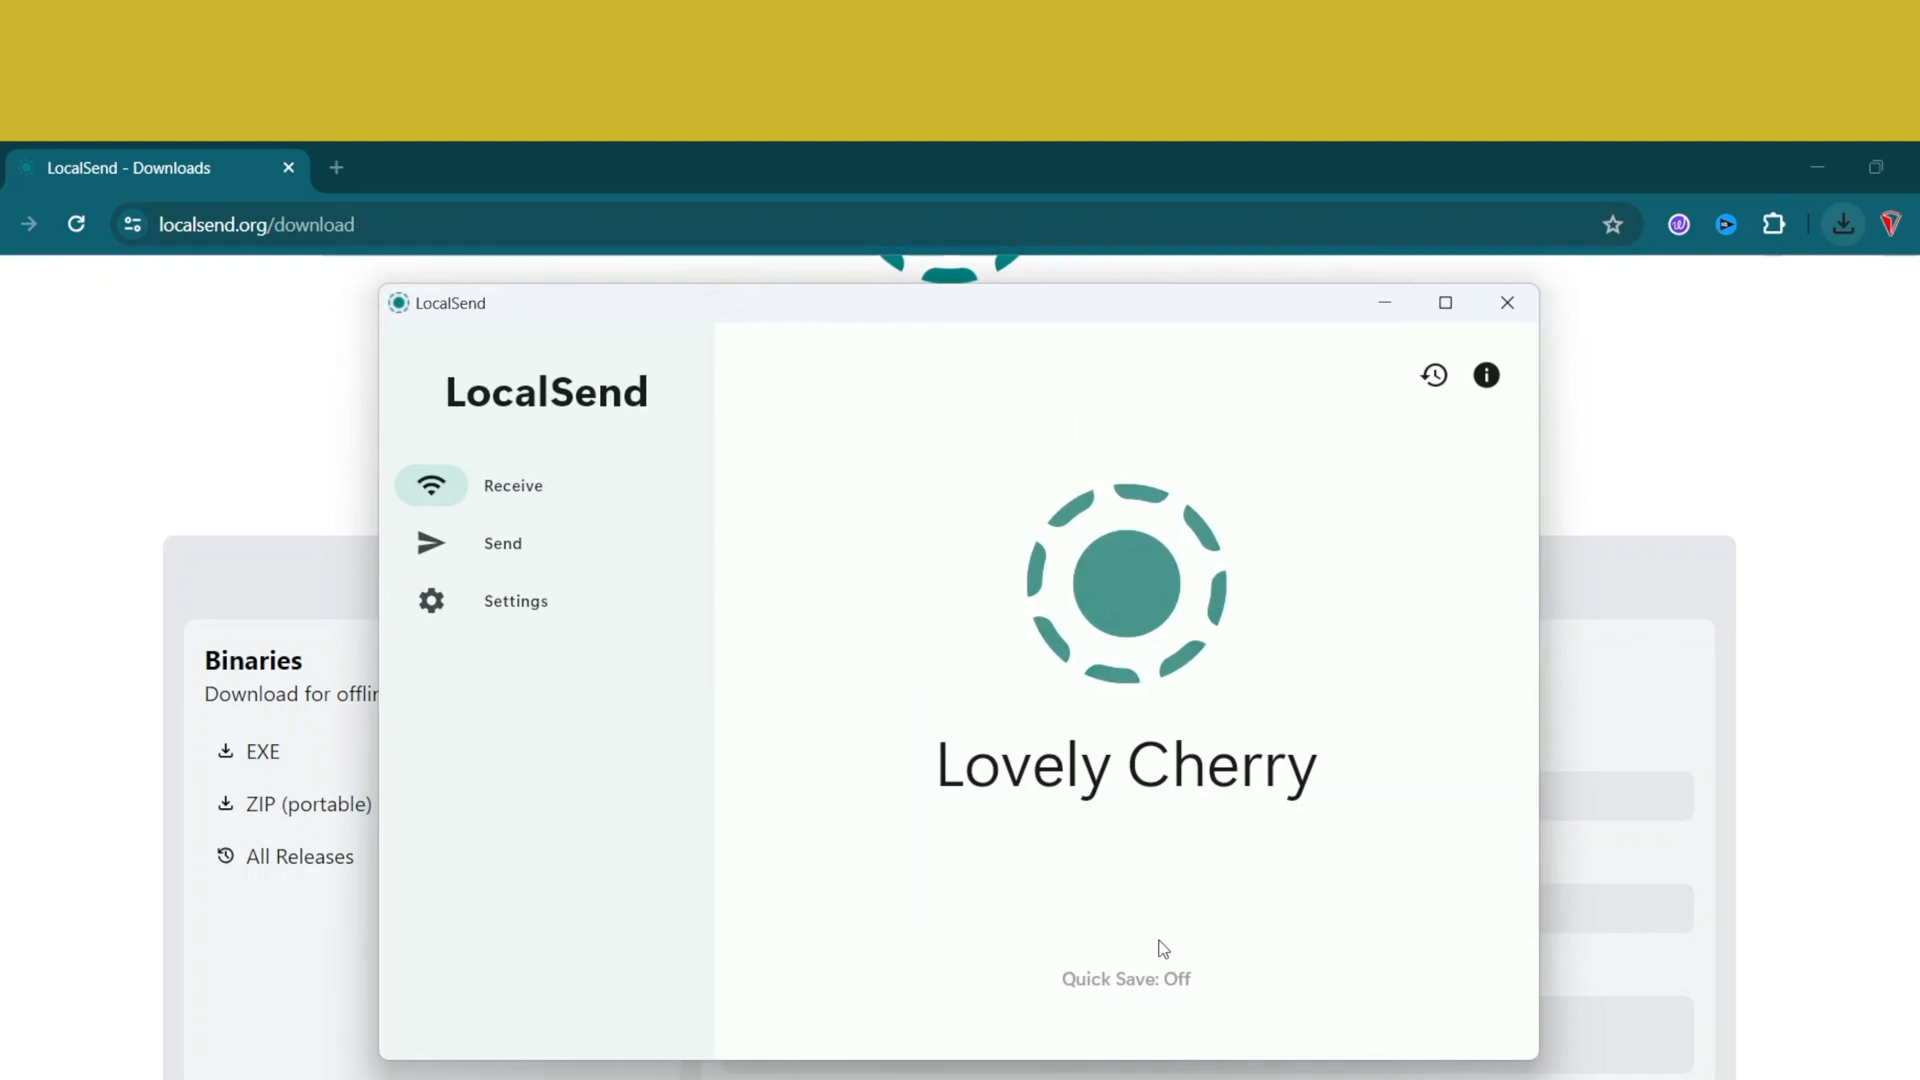 LocalSend - Downloads
localsend.org/download
LocalSend
LocalSend
Receive
Send
Settings
Lovely Cherry
Quick Save: Off
Binaries
Download for offlin
EXE
ZIP (portable)
All Releases